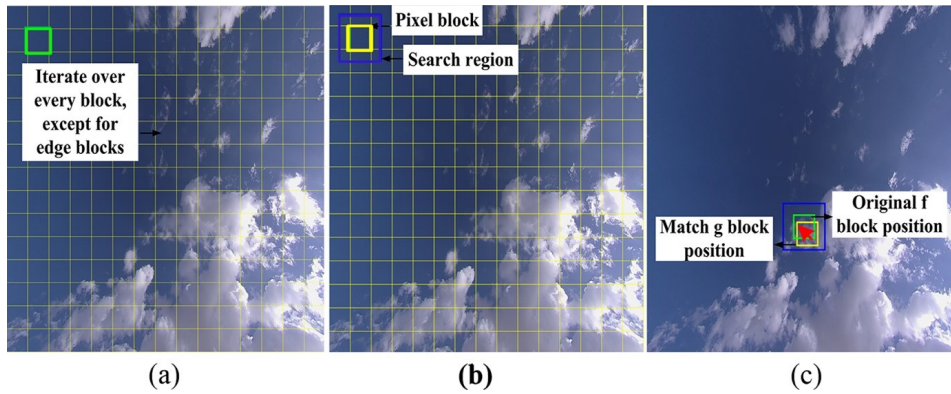 Iterate over
every block,
except for
edge blocks
Pixel block
Search region
Original f
block position
Match g block
position
(a)
(b)
(c)